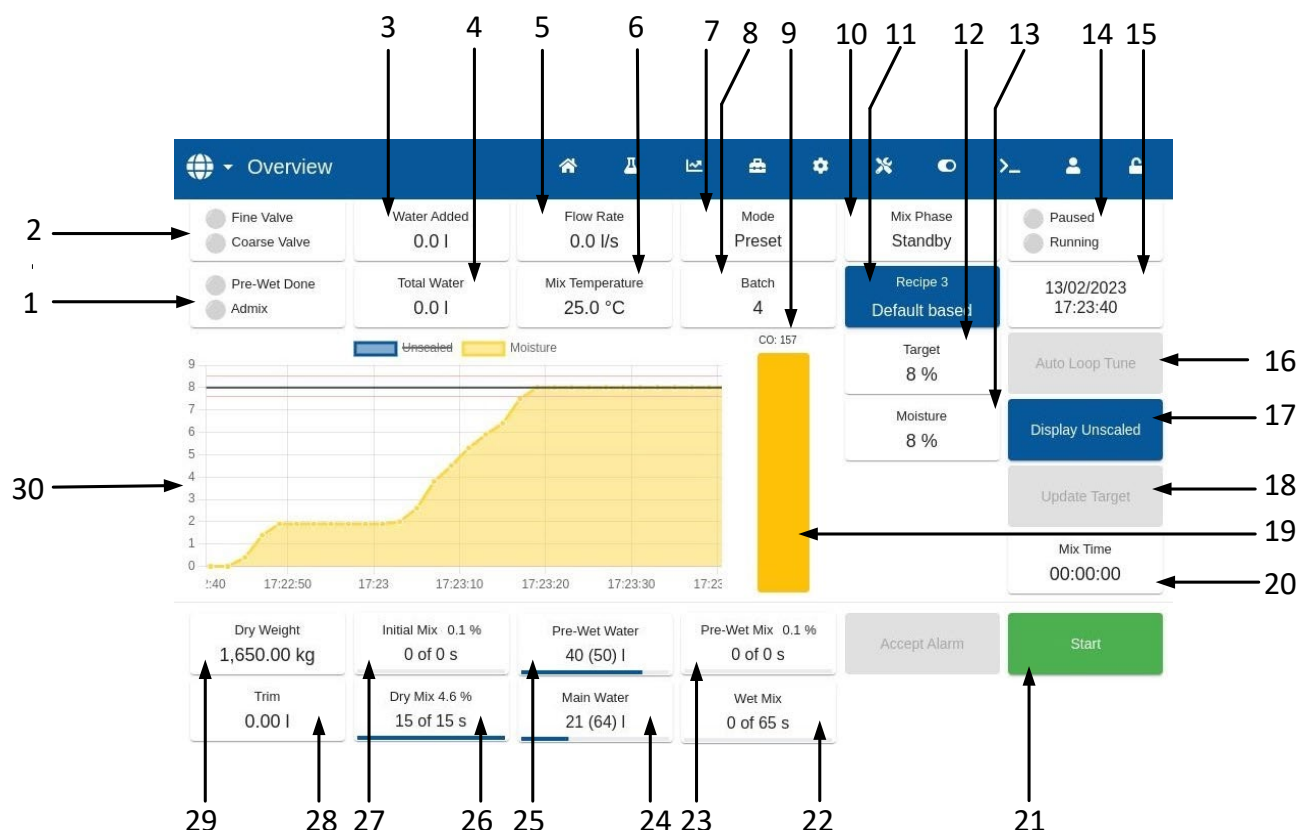 3 4 5 6 7 8 9 10 11 12 13 14 15
Overview
Fine Valve
Coarse Valve
Water Added
0.0 l
Flow Rate
0.0 l/s
Mode
Preset
Mix Phase
Standby
Paused
Running
2
Pre-Wet Done
Admix
Total Water
0.0 l
Mix Temperature
25.0 °C
Batch
4
Recipe 3
Default based
13/02/2023
17:23:40
1
Unscaled Moisture
CO: 157
Target
8 %
Auto Loop Tune
16
Moisture
8 %
Display Unscaled
17
Update Target
18
19
Mix Time
00:00:00
20
30
9
8
7
6
5
4
3
2
1
0
:40 17:22:50 17:23 17:23:10 17:23:20 17:23:30 17:23
Dry Weight
1,650.00 kg
Initial Mix 0.1 %
0 of 0 s
Pre-Wet Water
40 (50) l
Pre-Wet Mix 0.1 %
0 of 0 s
Accept Alarm
Start
Trim
0.00 l
Dry Mix 4.6 %
15 of 15 s
Main Water
21 (64) l
Wet Mix
0 of 65 s
29 28 27 26 25 24 23 22 21